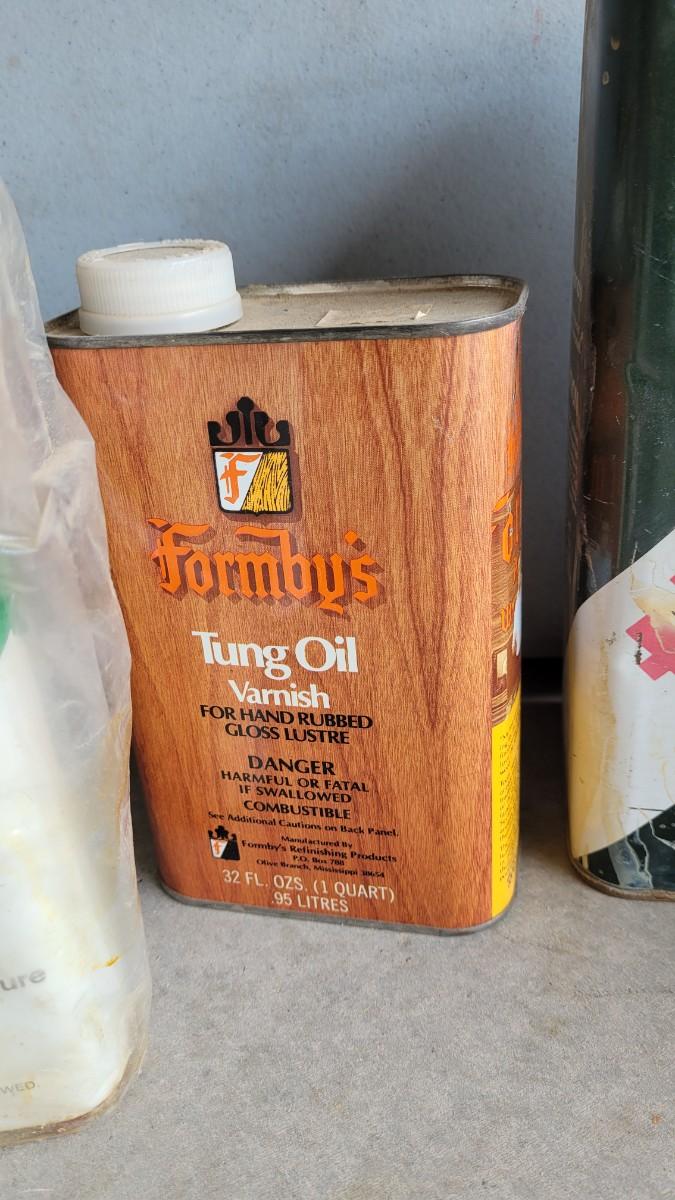 F
Formby's
Tung Oil
Varnish
FOR HAND RUBBED
GLOSS LUSTRE
DANGER
HARMFUL OR FATAL
IF SWALLOWED
COMBUSTIBLE
See Additional Cautions on Back Panel.
Manufactured By
Formby's Refinishing Products
P.O. Box 788
Olive Branch, Mississippi 38654
32 FL. OZS. (1 QUART)
.95 LITRES
ure
WED.